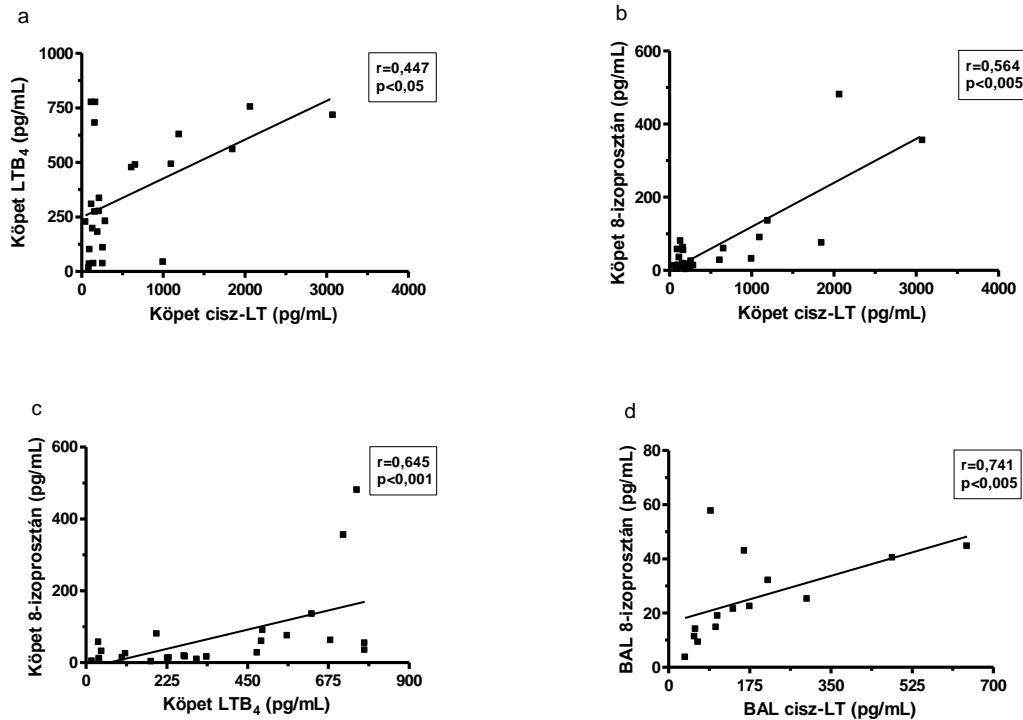 a
r=0,447
p<0,05
Köpet LTB4 (pg/mL)
1000
750
500
250
0
0 1000 2000 3000 4000
Köpet cisz-LT (pg/mL)
b
r=0,564
p<0,005
Köpet 8-izoprosztán (pg/mL)
600
400
200
0
0 1000 2000 3000 4000
Köpet cisz-LT (pg/mL)
c
r=0,645
p<0,001
Köpet 8-izoprosztán (pg/mL)
600
400
200
0
0 225 450 675 900
Köpet LTB4 (pg/mL)
d
r=0,741
p<0,005
BAL 8-izoprosztán (pg/mL)
80
60
40
20
0
0 175 350 525 700
BAL cisz-LT (pg/mL)